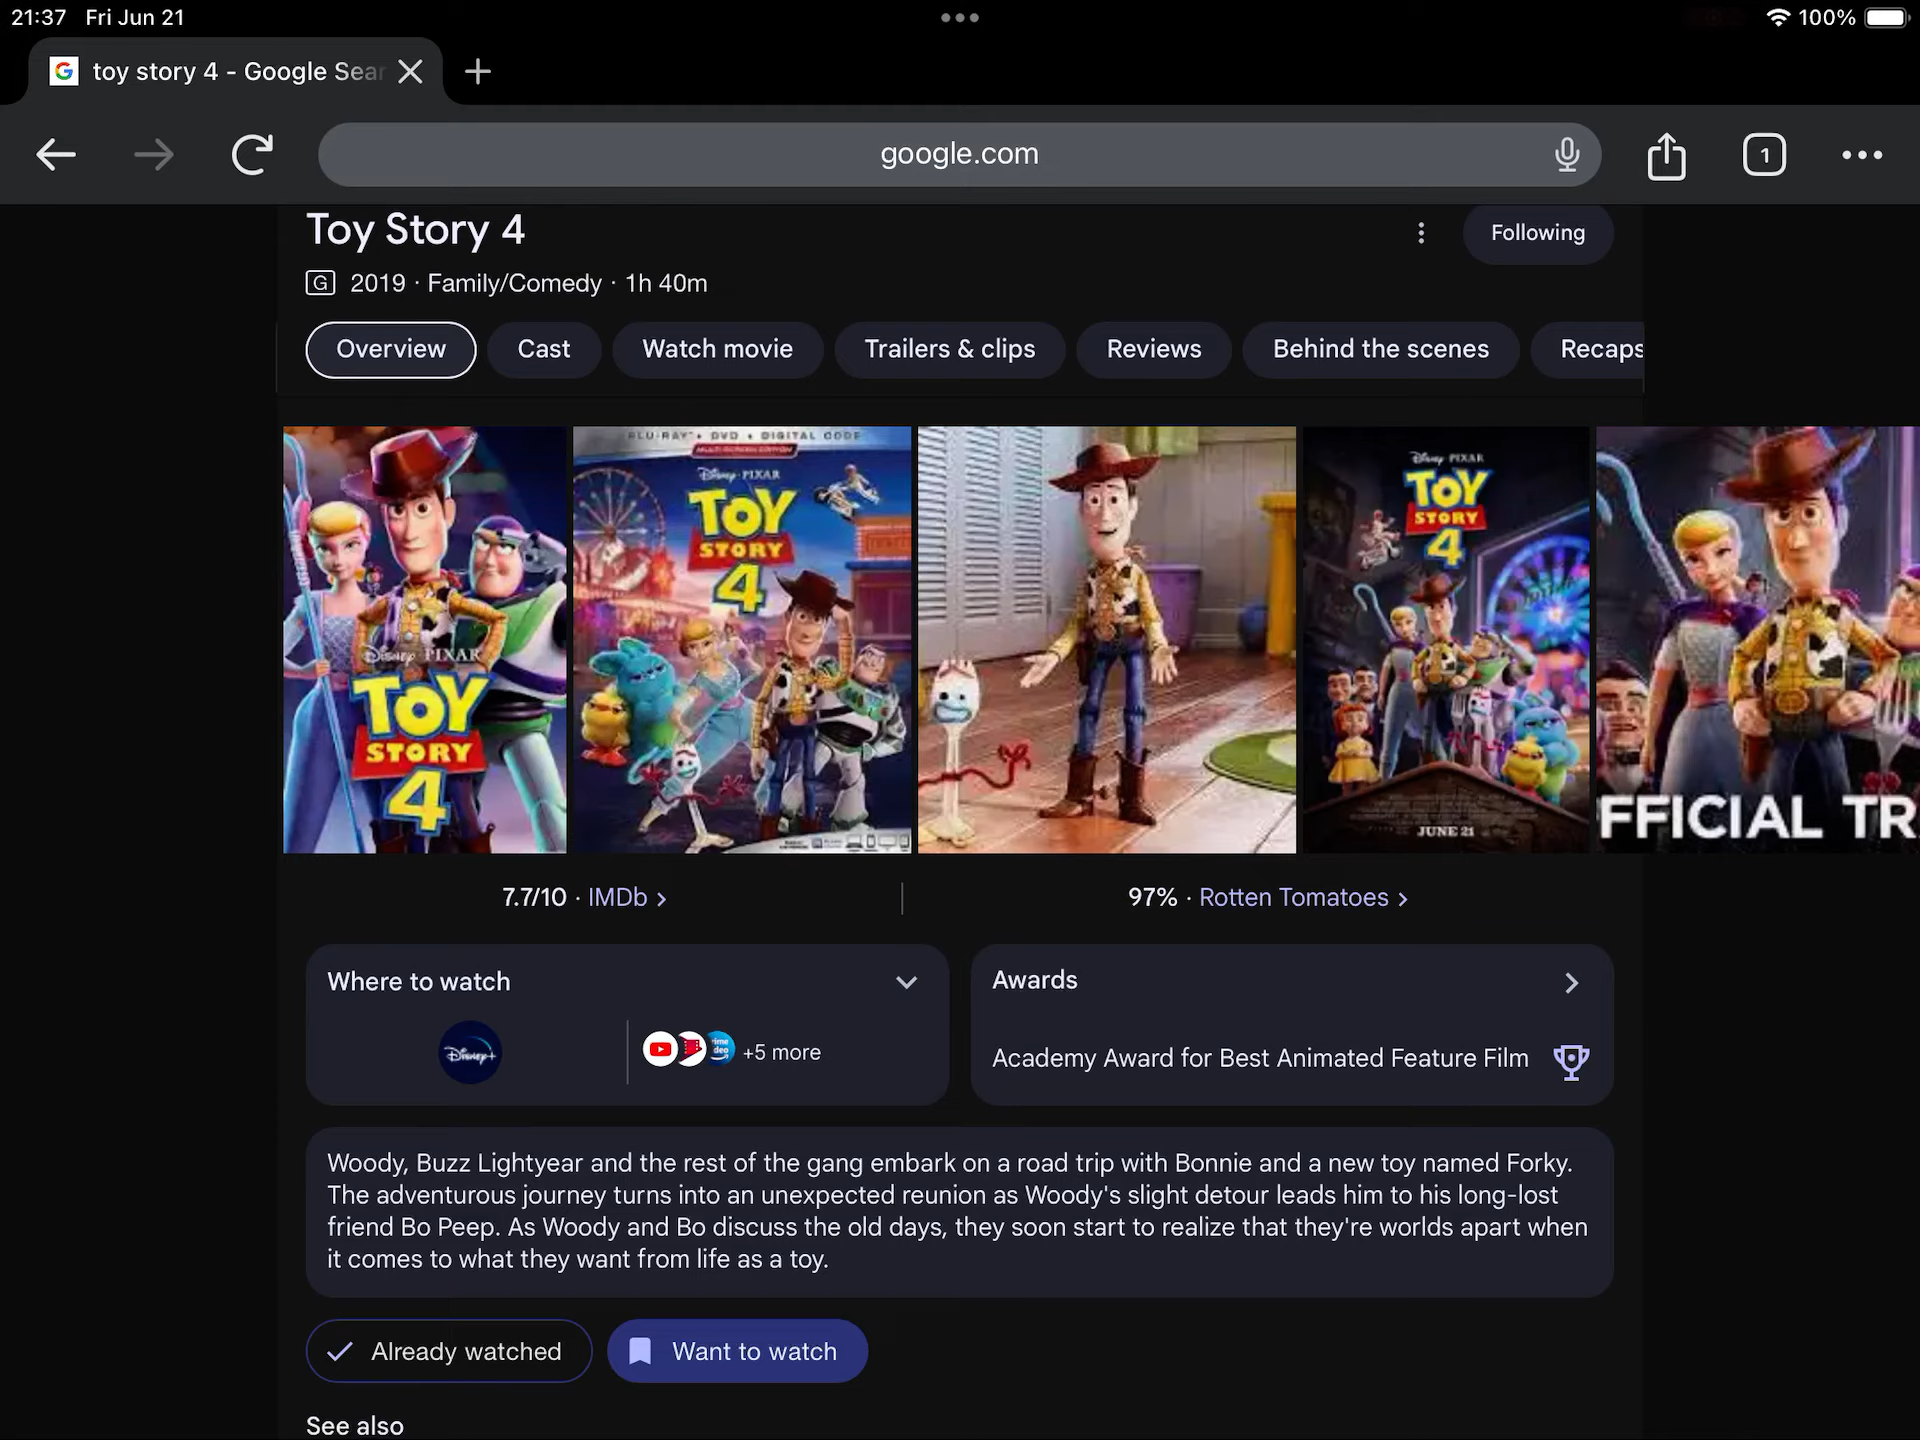 21:37 Fri Jun 21
100%
toy story 4 - Google Sear
google.com
1
Toy Story 4
Following
G 2019 · Family/Comedy · 1h 40m
Overview
Cast
Watch movie
Trailers & clips
Reviews
Behind the scenes
Recaps
DISNEY PIXAR
TOY
STORY
4
BLU-RAY + DVD + DIGITAL CODE
MULTI-SCREEN EDITION
Disney PIXAR
TOY
STORY
4
Disney PIXAR
TOY
STORY
4
JUNE 21
FFICIAL TR
7.7/10 · IMDb
97% · Rotten Tomatoes
Where to watch
Disney+
+5 more
Awards
Academy Award for Best Animated Feature Film
Woody, Buzz Lightyear and the rest of the gang embark on a road trip with Bonnie and a new toy named Forky.
The adventurous journey turns into an unexpected reunion as Woody's slight detour leads him to his long-lost
friend Bo Peep. As Woody and Bo discuss the old days, they soon start to realize that they're worlds apart when
it comes to what they want from life as a toy.
Already watched
Want to watch
See also